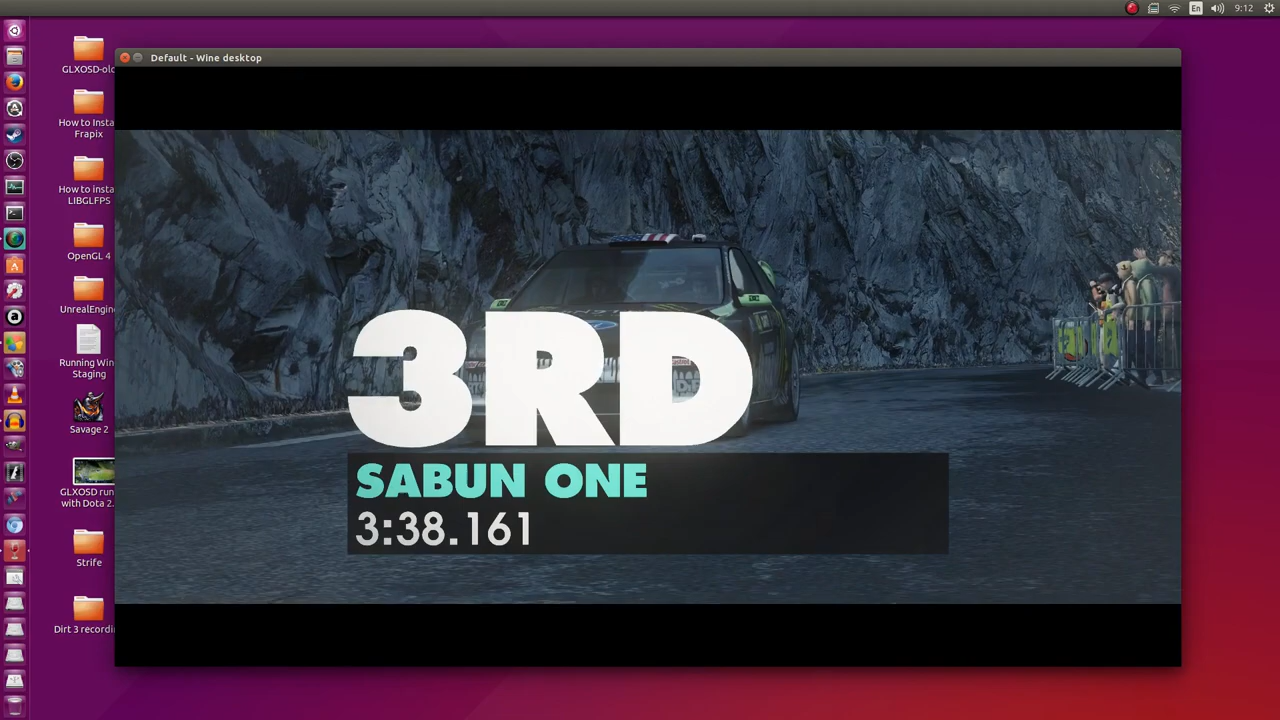 En
9:12
Default - Wine desktop
GLXOSD-old
How to Insta
Frapix
How to insta
LIBGLFPS
OpenGL 4
UnrealEngin
Running Win
Staging
Savage 2
GLXOSD run
with Dota 2.
Strife
Dirt 3 recordi
3RD
SABUN ONE
3:38.161